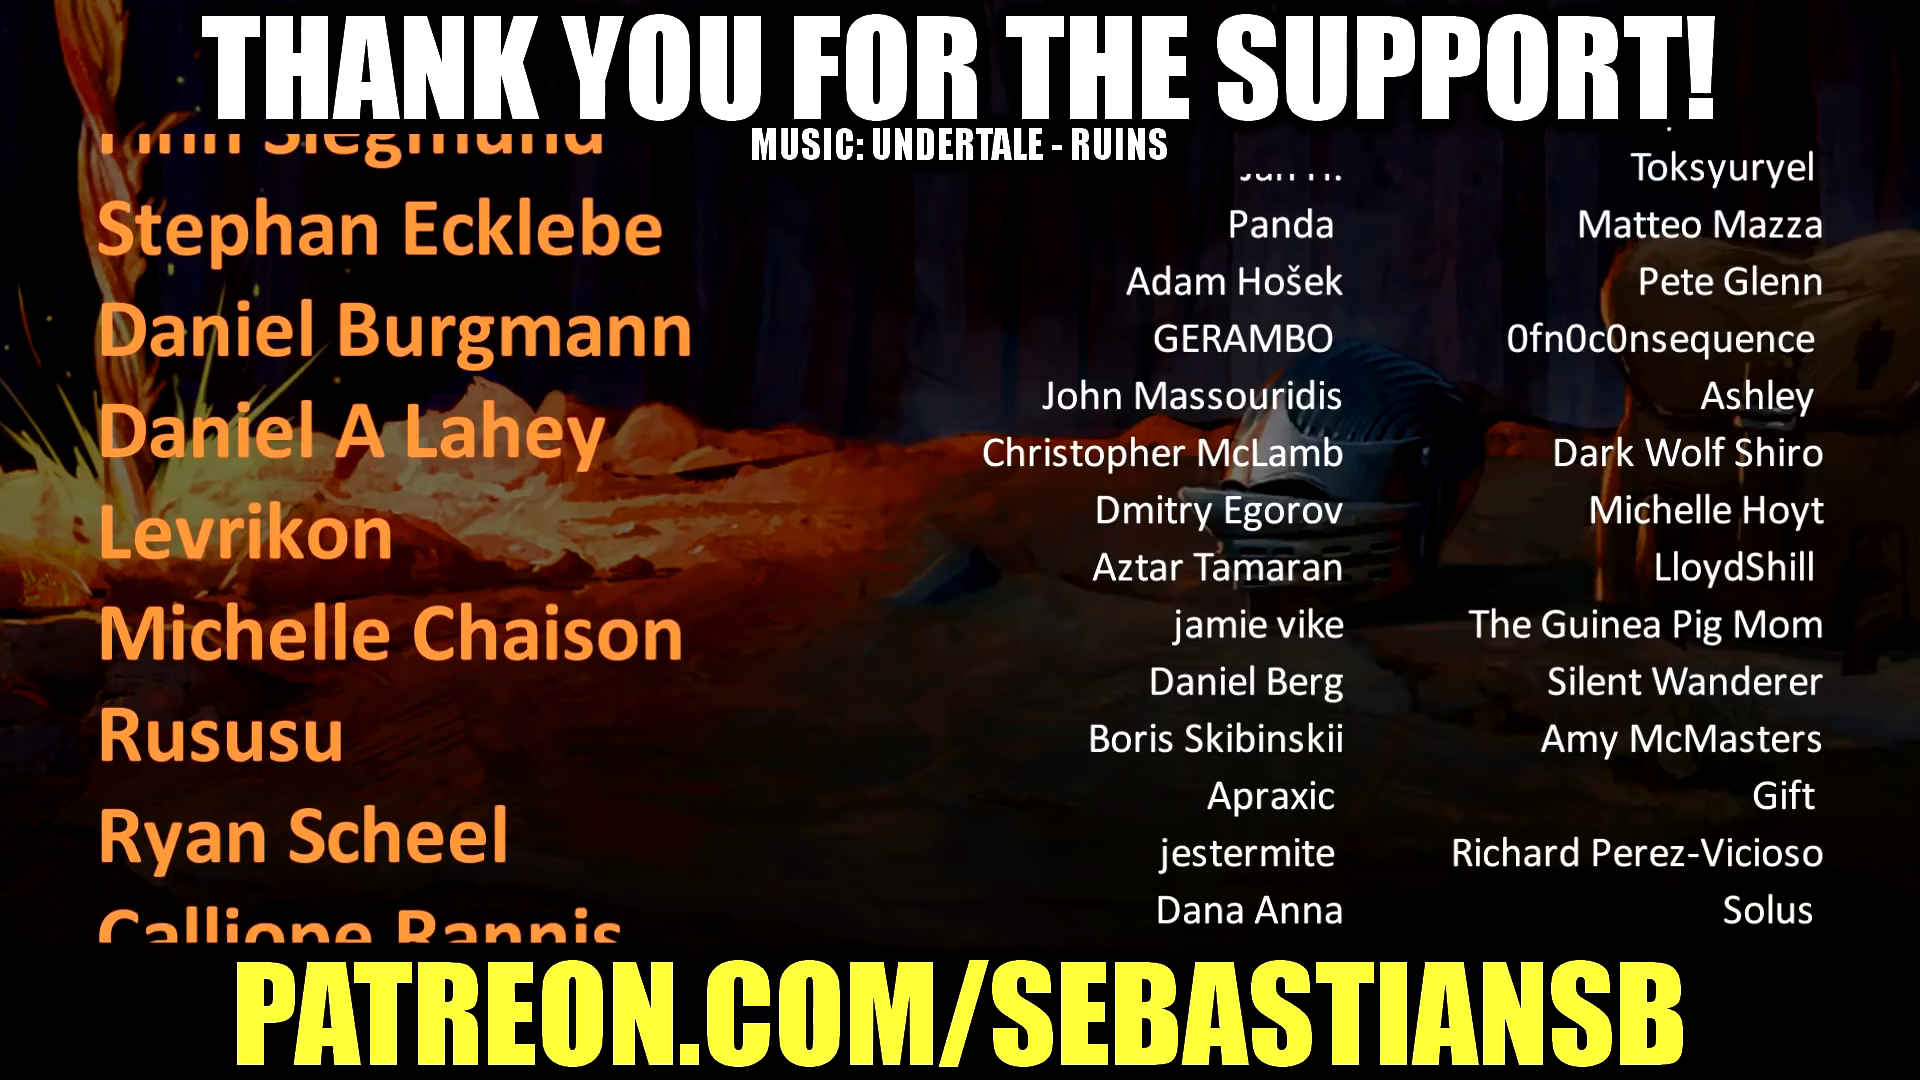 THANK YOU FOR THE SUPPORT!
MUSIC: UNDERTALE - RUINS
Siegmund
Stephan Ecklebe
Daniel Burgmann
Daniel A Lahey
Levrikon
Michelle Chaison
Rususu
Ryan Scheel
Calliope Rannis
Panda
Adam Hošek
GERAMBO
John Massouridis
Christopher McLamb
Dmitry Egorov
Aztar Tamaran
jamie vike
Daniel Berg
Boris Skibinskii
Apraxic
jestermite
Dana Anna
Toksyuryel
Matteo Mazza
Pete Glenn
0fn0c0nsequence
Ashley
Dark Wolf Shiro
Michelle Hoyt
LloydShill
The Guinea Pig Mom
Silent Wanderer
Amy McMasters
Gift
Richard Perez-Vicioso
Solus
PATREON.COM/SEBASTIANSB